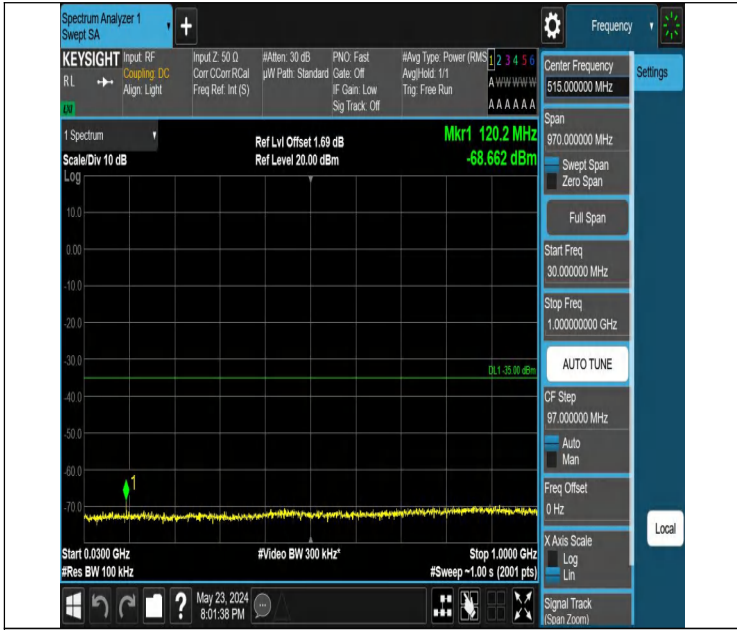 Spectrum Analyzer 1
Swept SA
Frequency
KEYSIGHT
RL
LXI
Input: RF
Coupling: DC
Align: Light
Input Z: 50 Ω
Corr CCorr RCal
Freq Ref: Int (S)
#Atten: 30 dB
µW Path: Standard
PNO: Fast
Gate: Off
IF Gain: Low
Sig Track: Off
#Avg Type: Power (RMS
Avg|Hold: 1/1
Trig: Free Run
1 2 3 4 5 6
A W W W W W
A A A A A A
1 Spectrum
Scale/Div 10 dB
Log
Ref Lvl Offset 1.69 dB
Ref Level 20.00 dBm
Mkr1 120.2 MHz
-68.662 dBm
10.0
0.00
-10.0
-20.0
-30.0
DL1 -35.00 dBm
-40.0
-50.0
-60.0
1
-70.0
Start 0.0300 GHz
#Res BW 100 kHz
#Video BW 300 kHz*
Stop 1.0000 GHz
#Sweep ~1.00 s (2001 pts)
May 23, 2024
8:01:38 PM
?
Center Frequency
515.000000 MHz
Settings
Span
970.000000 MHz
Swept Span
Zero Span
Full Span
Start Freq
30.000000 MHz
Stop Freq
1.000000000 GHz
AUTO TUNE
CF Step
97.000000 MHz
Auto
Man
Freq Offset
0 Hz
X Axis Scale
Log
Lin
Signal Track
(Span Zoom)
Local